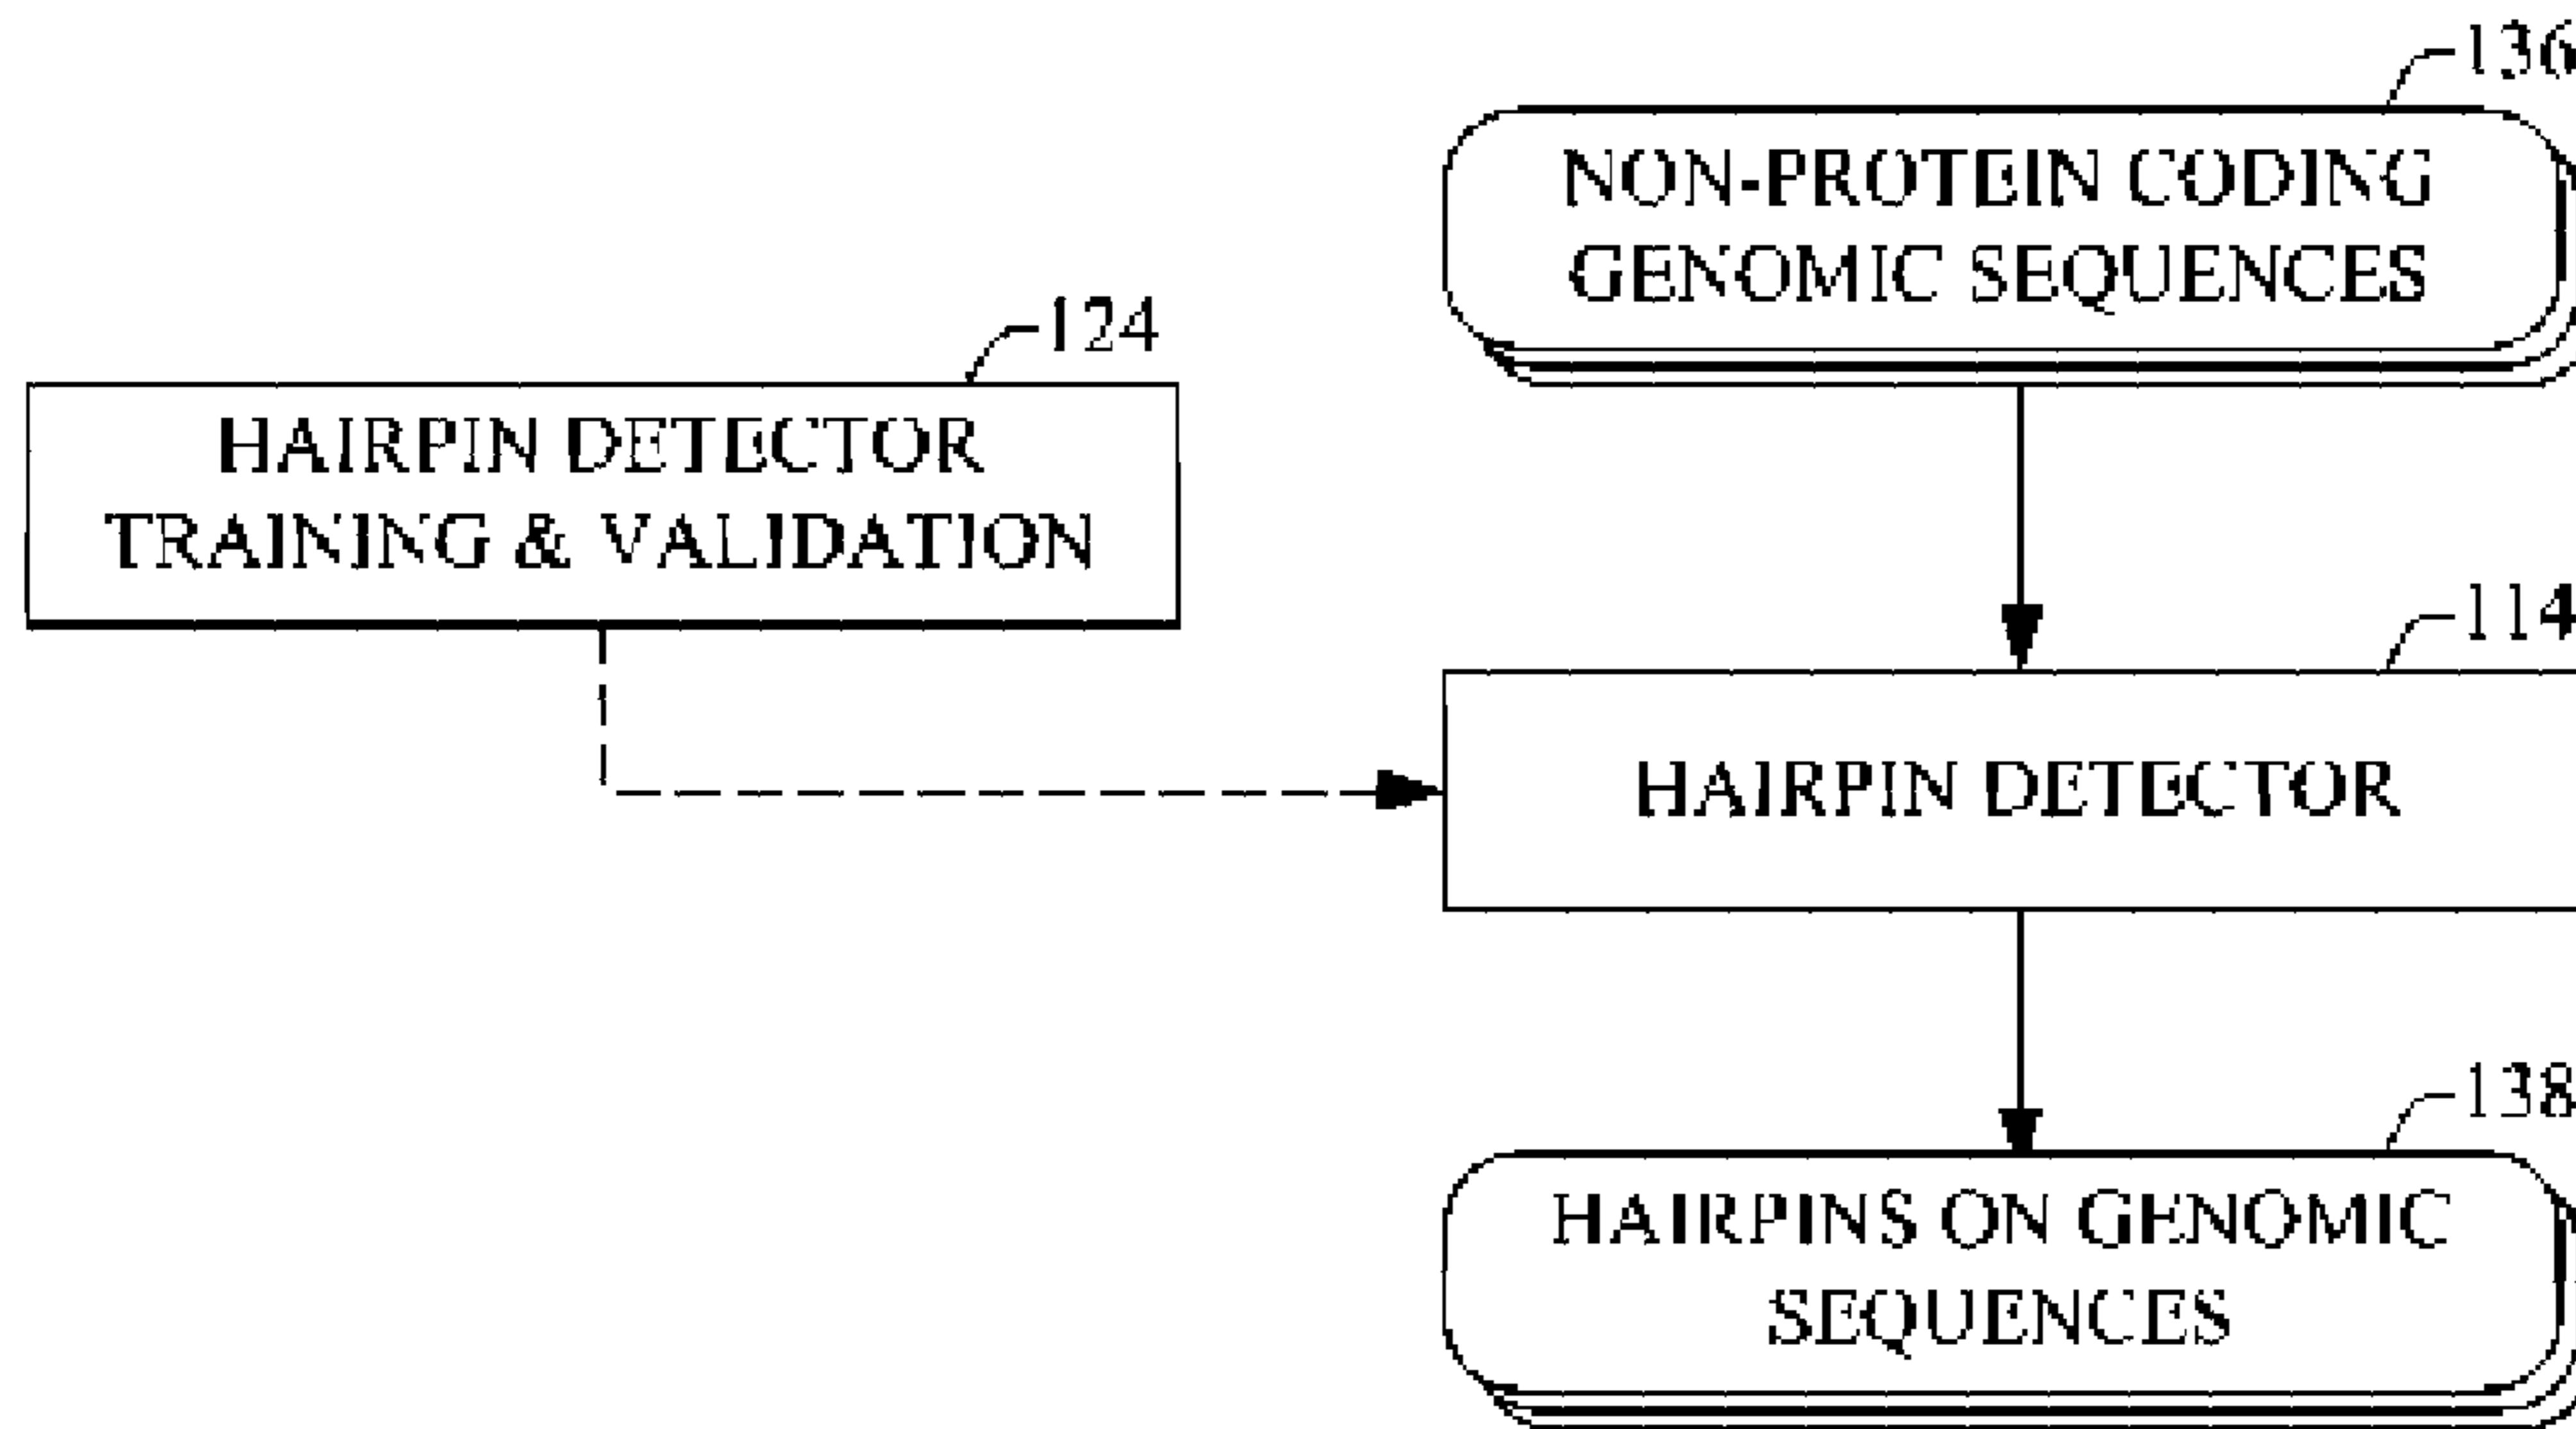 136
NON-PROTEIN CODING
GENOMIC SEQUENCES
124
HAIRPIN DETECTOR
TRAINING & VALIDATION
114
HAIRPIN DETECTOR
138
HAIRPINS ON GENOMIC
SEQUENCES